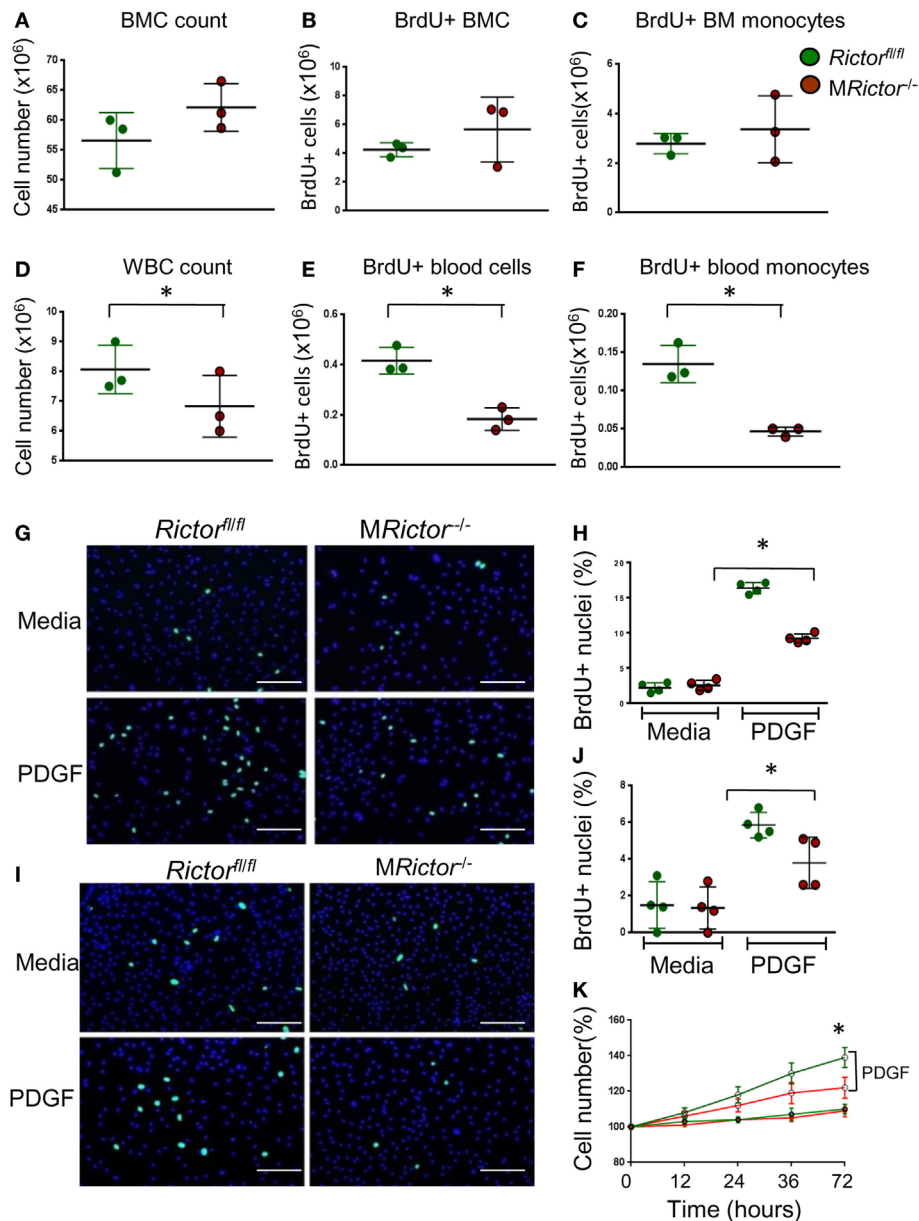 A BMC count
Cell number (x10⁶)
70
65
60
55
50
45
B BrdU+ BMC
BrdU+ cells (x10⁶)
10
8
6
4
2
0
C BrdU+ BM monocytes
BrdU+ cells(x10⁶)
6
4
2
0
Rictorfl/fl
MRictor-/-
D WBC count
*
Cell number (x10⁶)
10
9
8
7
6
5
E BrdU+ blood cells
*
BrdU+ cells(x10⁶)
0.4
0.2
0.0
F BrdU+ blood monocytes
*
BrdU+ cells(x10⁶)
0.20
0.15
0.10
0.05
0.00
G Rictorfl/fl MRictor-/-
Media
PDGF
H
*
BrdU+ nuclei (%)
20
15
10
5
0
Media PDGF
I Rictorfl/fl MRictor-/-
Media
PDGF
J
*
BrdU+ nuclei (%)
8
6
4
2
0
Media PDGF
K
*
PDGF
Cell number(%)
160
140
120
100
80
0 12 24 36 72
Time (hours)